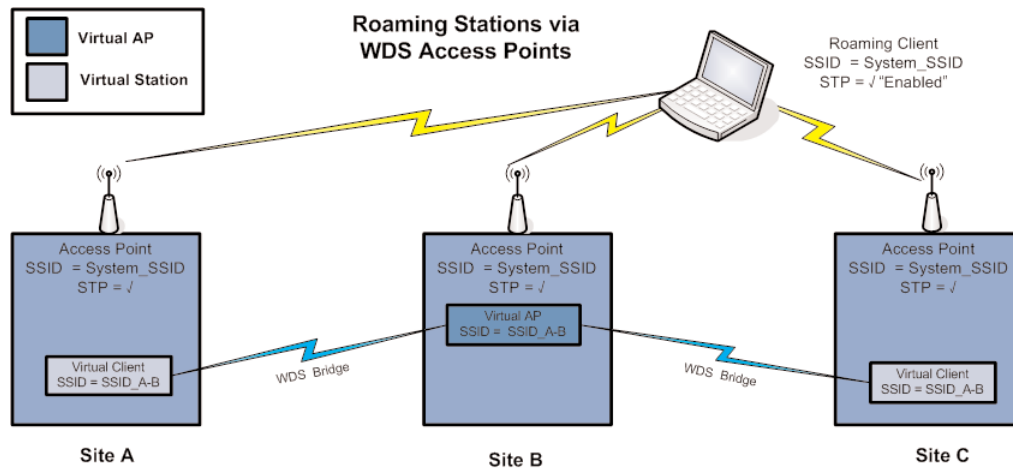 Virtual AP
Virtual Station
Roaming Stations via
WDS Access Points
Roaming Client
SSID = System_SSID
STP = √ “Enabled”
Access Point
SSID = System_SSID
STP = √
Virtual Client
SSID = SSID_A-B
WDS Bridge
Access Point
SSID = System_SSID
STP = √
Virtual AP
SSID = SSID_A-B
WDS Bridge
Access Point
SSID = System_SSID
STP = √
Virtual Client
SSID = SSID_A-B
Site A
Site B
Site C